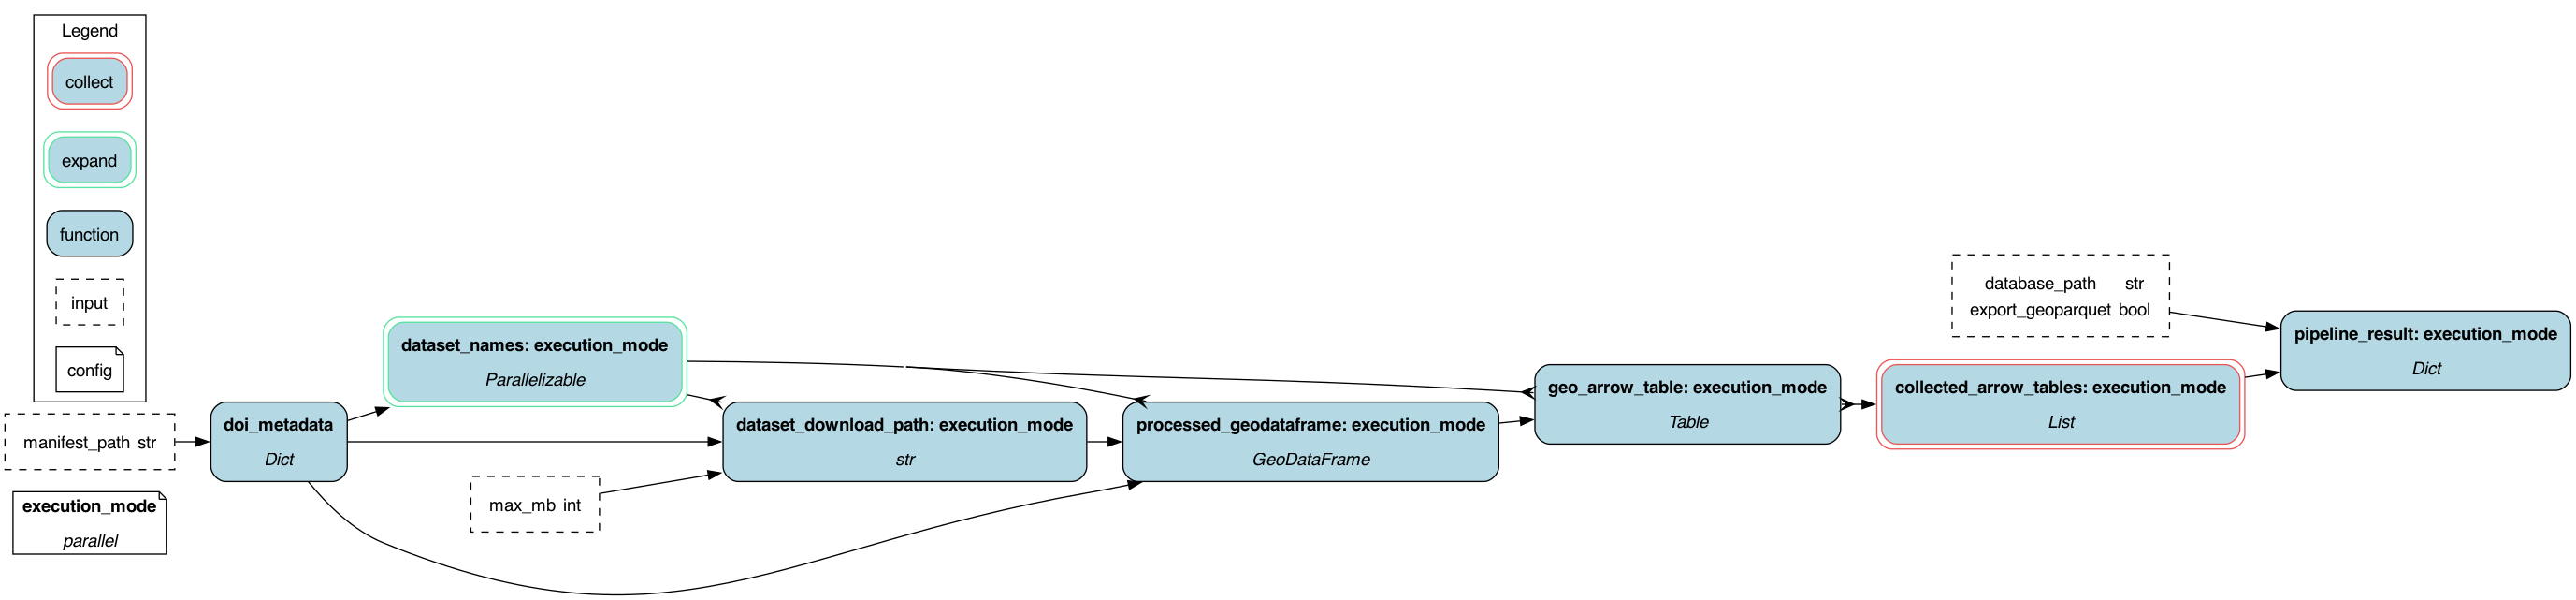 Legend
collect
expand
function
input
config
manifest_path str
execution_mode
parallel
doi_metadata
Dict
dataset_names: execution_mode
Parallelizable
max_mb int
dataset_download_path: execution_mode
str
processed_geodataframe: execution_mode
GeoDataFrame
geo_arrow_table: execution_mode
Table
collected_arrow_tables: execution_mode
List
database_path str
export_geoparquet bool
pipeline_result: execution_mode
Dict